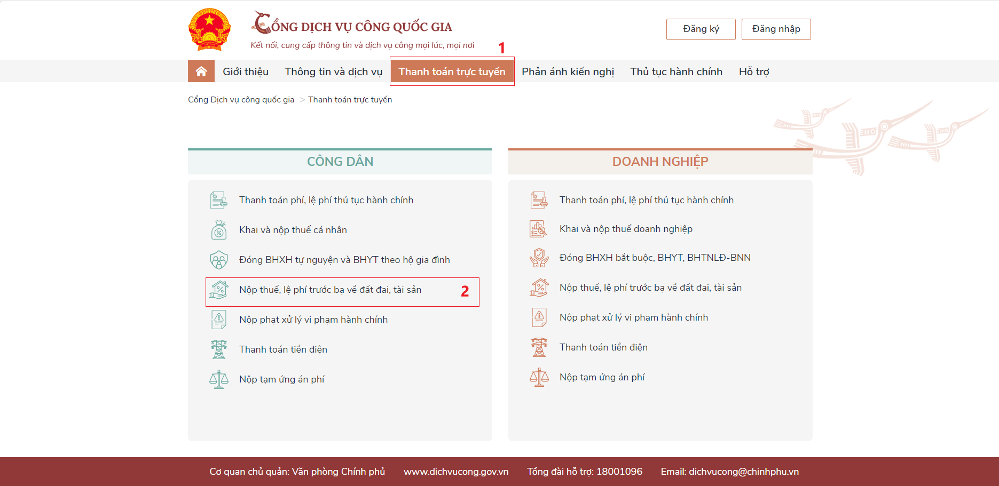 CỔNG DỊCH VỤ CÔNG QUỐC GIA
Kết nối, cung cấp thông tin và dịch vụ công mọi lúc, mọi nơi
Đăng ký
Đăng nhập
1
Giới thiệu
Thông tin và dịch vụ
Thanh toán trực tuyến
Phản ánh kiến nghị
Thủ tục hành chính
Hỗ trợ
Cổng Dịch vụ công quốc gia > Thanh toán trực tuyến
CÔNG DÂN
Thanh toán phí, lệ phí thủ tục hành chính
Khai và nộp thuế cá nhân
Đóng BHXH tự nguyện và BHYT theo hộ gia đình
Nộp thuế, lệ phí trước bạ về đất đai, tài sản
2
Nộp phạt xử lý vi phạm hành chính
Thanh toán tiền điện
Nộp tạm ứng án phí
DOANH NGHIỆP
Thanh toán phí, lệ phí thủ tục hành chính
Khai và nộp thuế doanh nghiệp
Đóng BHXH bắt buộc, BHYT, BHTNLĐ-BNN
Nộp thuế, lệ phí trước bạ về đất đai, tài sản
Nộp phạt xử lý vi phạm hành chính
Thanh toán tiền điện
Nộp tạm ứng án phí
Cơ quan chủ quản: Văn phòng Chính phủ
www.dichvucong.gov.vn
Tổng đài hỗ trợ: 18001096
Email: dichvucong@chinhphu.vn